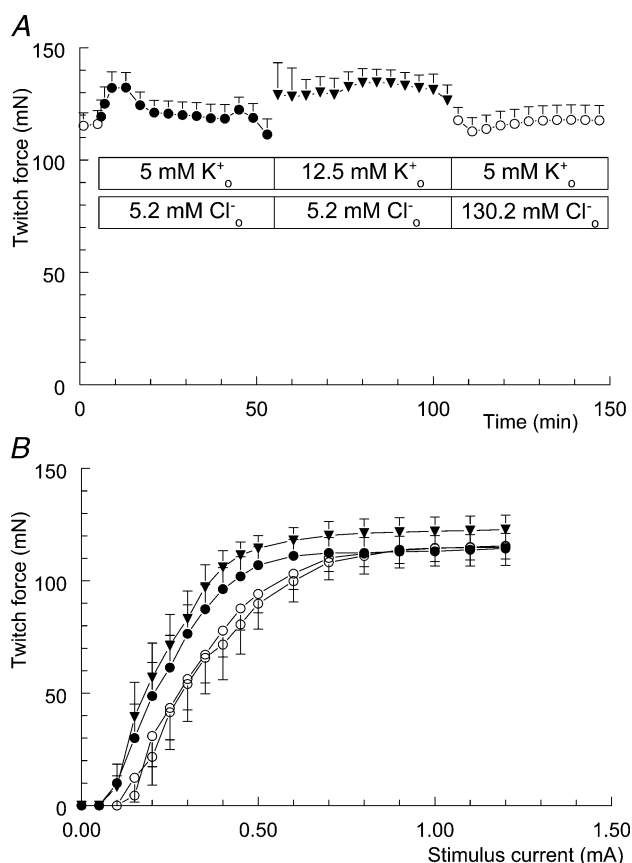 A
150
100
50
0
Twitch force (mN)
5 mM K⁺ₒ 12.5 mM K⁺ₒ 5 mM K⁺ₒ
5.2 mM Cl⁻ₒ 5.2 mM Cl⁻ₒ 130.2 mM Cl⁻ₒ
0 50 100 150
Time (min)
B
150
100
50
0
Twitch force (mN)
0.00 0.50 1.00 1.50
Stimulus current (mA)